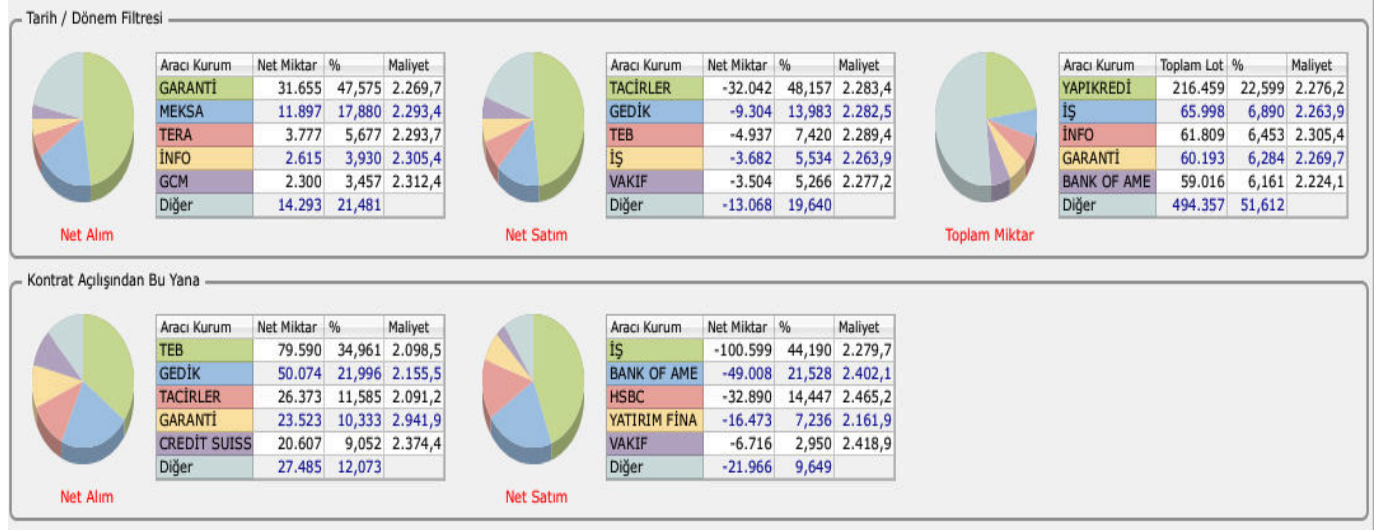 Tarih / Dönem Filtresi
Aracı Kurum Net Miktar % Maliyet
GARANTİ 31.655 47,575 2.269,7
MEKSA 11.897 17,880 2.293,4
TERA 3.777 5,677 2.293,7
İNFO 2.615 3,930 2.305,4
GCM 2.300 3,457 2.312,4
Diğer 14.293 21,481
Net Alım
Aracı Kurum Net Miktar % Maliyet
TACİRLER -32.042 48,157 2.283,4
GEDİK -9.304 13,983 2.282,5
TEB -4.937 7,420 2.289,4
İŞ -3.682 5,534 2.263,9
VAKIF -3.504 5,266 2.277,2
Diğer -13.068 19,640
Net Satım
Aracı Kurum Toplam Lot % Maliyet
YAPIKREDİ 216.459 22,599 2.276,2
İŞ 65.998 6,890 2.263,9
İNFO 61.809 6,453 2.305,4
GARANTİ 60.193 6,284 2.269,7
BANK OF AME 59.016 6,161 2.224,1
Diğer 494.357 51,612
Toplam Miktar
Kontrat Açılışından Bu Yana
Aracı Kurum Net Miktar % Maliyet
TEB 79.590 34,961 2.098,5
GEDİK 50.074 21,996 2.155,5
TACİRLER 26.373 11,585 2.091,2
GARANTİ 23.523 10,333 2.941,9
CREDİT SUISS 20.607 9,052 2.374,4
Diğer 27.485 12,073
Net Alım
Aracı Kurum Net Miktar % Maliyet
İŞ -100.599 44,190 2.279,7
BANK OF AME -49.008 21,528 2.402,1
HSBC -32.890 14,447 2.465,2
YATIRIM FİNA -16.473 7,236 2.161,9
VAKIF -6.716 2,950 2.418,9
Diğer -21.966 9,649
Net Satım